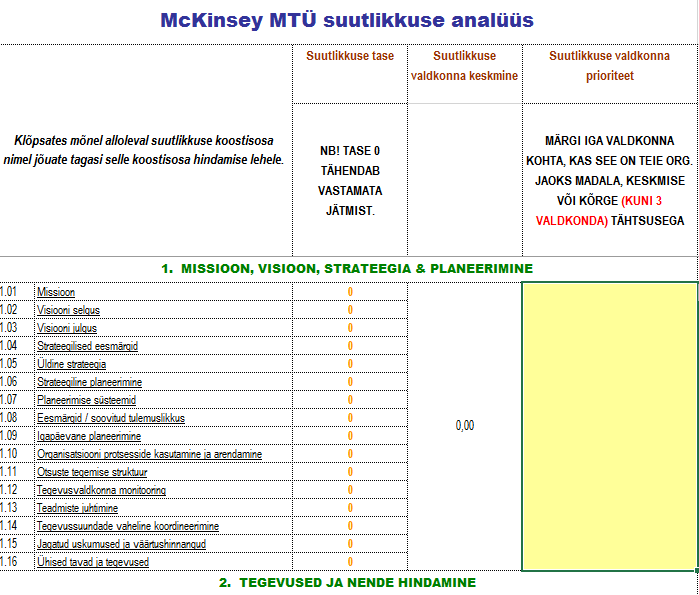 McKinsey MTÜ suutlikkuse analüüs
Suutlikkuse tase
Suutlikkuse
valdkonna keskmine
Suutlikkuse valdkonna
prioriteet
Klõpsates mõnel alloleval suutlikkuse koostisosa
nimel jõuate tagasi selle koostisosa hindamise lehele.
NB! TASE 0
TÄHENDAB
VASTAMATA
JÄTMIST.
MÄRGI IGA VALDKONNA
KOHTA, KAS SEE ON TEIE ORG.
JAOKS MADALA, KESKMISE
VÕI KÕRGE (KUNI 3
VALDKONDA) TÄHTSUSEGA
1. MISSIOON, VISIOON, STRATEEGIA & PLANEERIMINE
1.01 Missioon 0
1.02 Visiooni selgus 0
1.03 Visiooni julgus 0
1.04 Strateegilised eesmärgid 0
1.05 Üldine strateegia 0
1.06 Strateegiline planeerimine 0
1.07 Planeerimise süsteemid 0
1.08 Eesmärgid / soovitud tulemuslikkus 0
0,00
1.09 Igapäevane planeerimine 0
1.10 Organisatsiooni protsesside kasutamine ja arendamine 0
1.11 Otsuste tegemise struktuur 0
1.12 Tegevusvaldkonna monitooring 0
1.13 Teadmiste juhtimine 0
1.14 Tegevussuundade vaheline koordineerimine 0
1.15 Jagatud uskumused ja väärtushinnangud 0
1.16 Ühised tavad ja tegevused 0
2. TEGEVUSED JA NENDE HINDAMINE